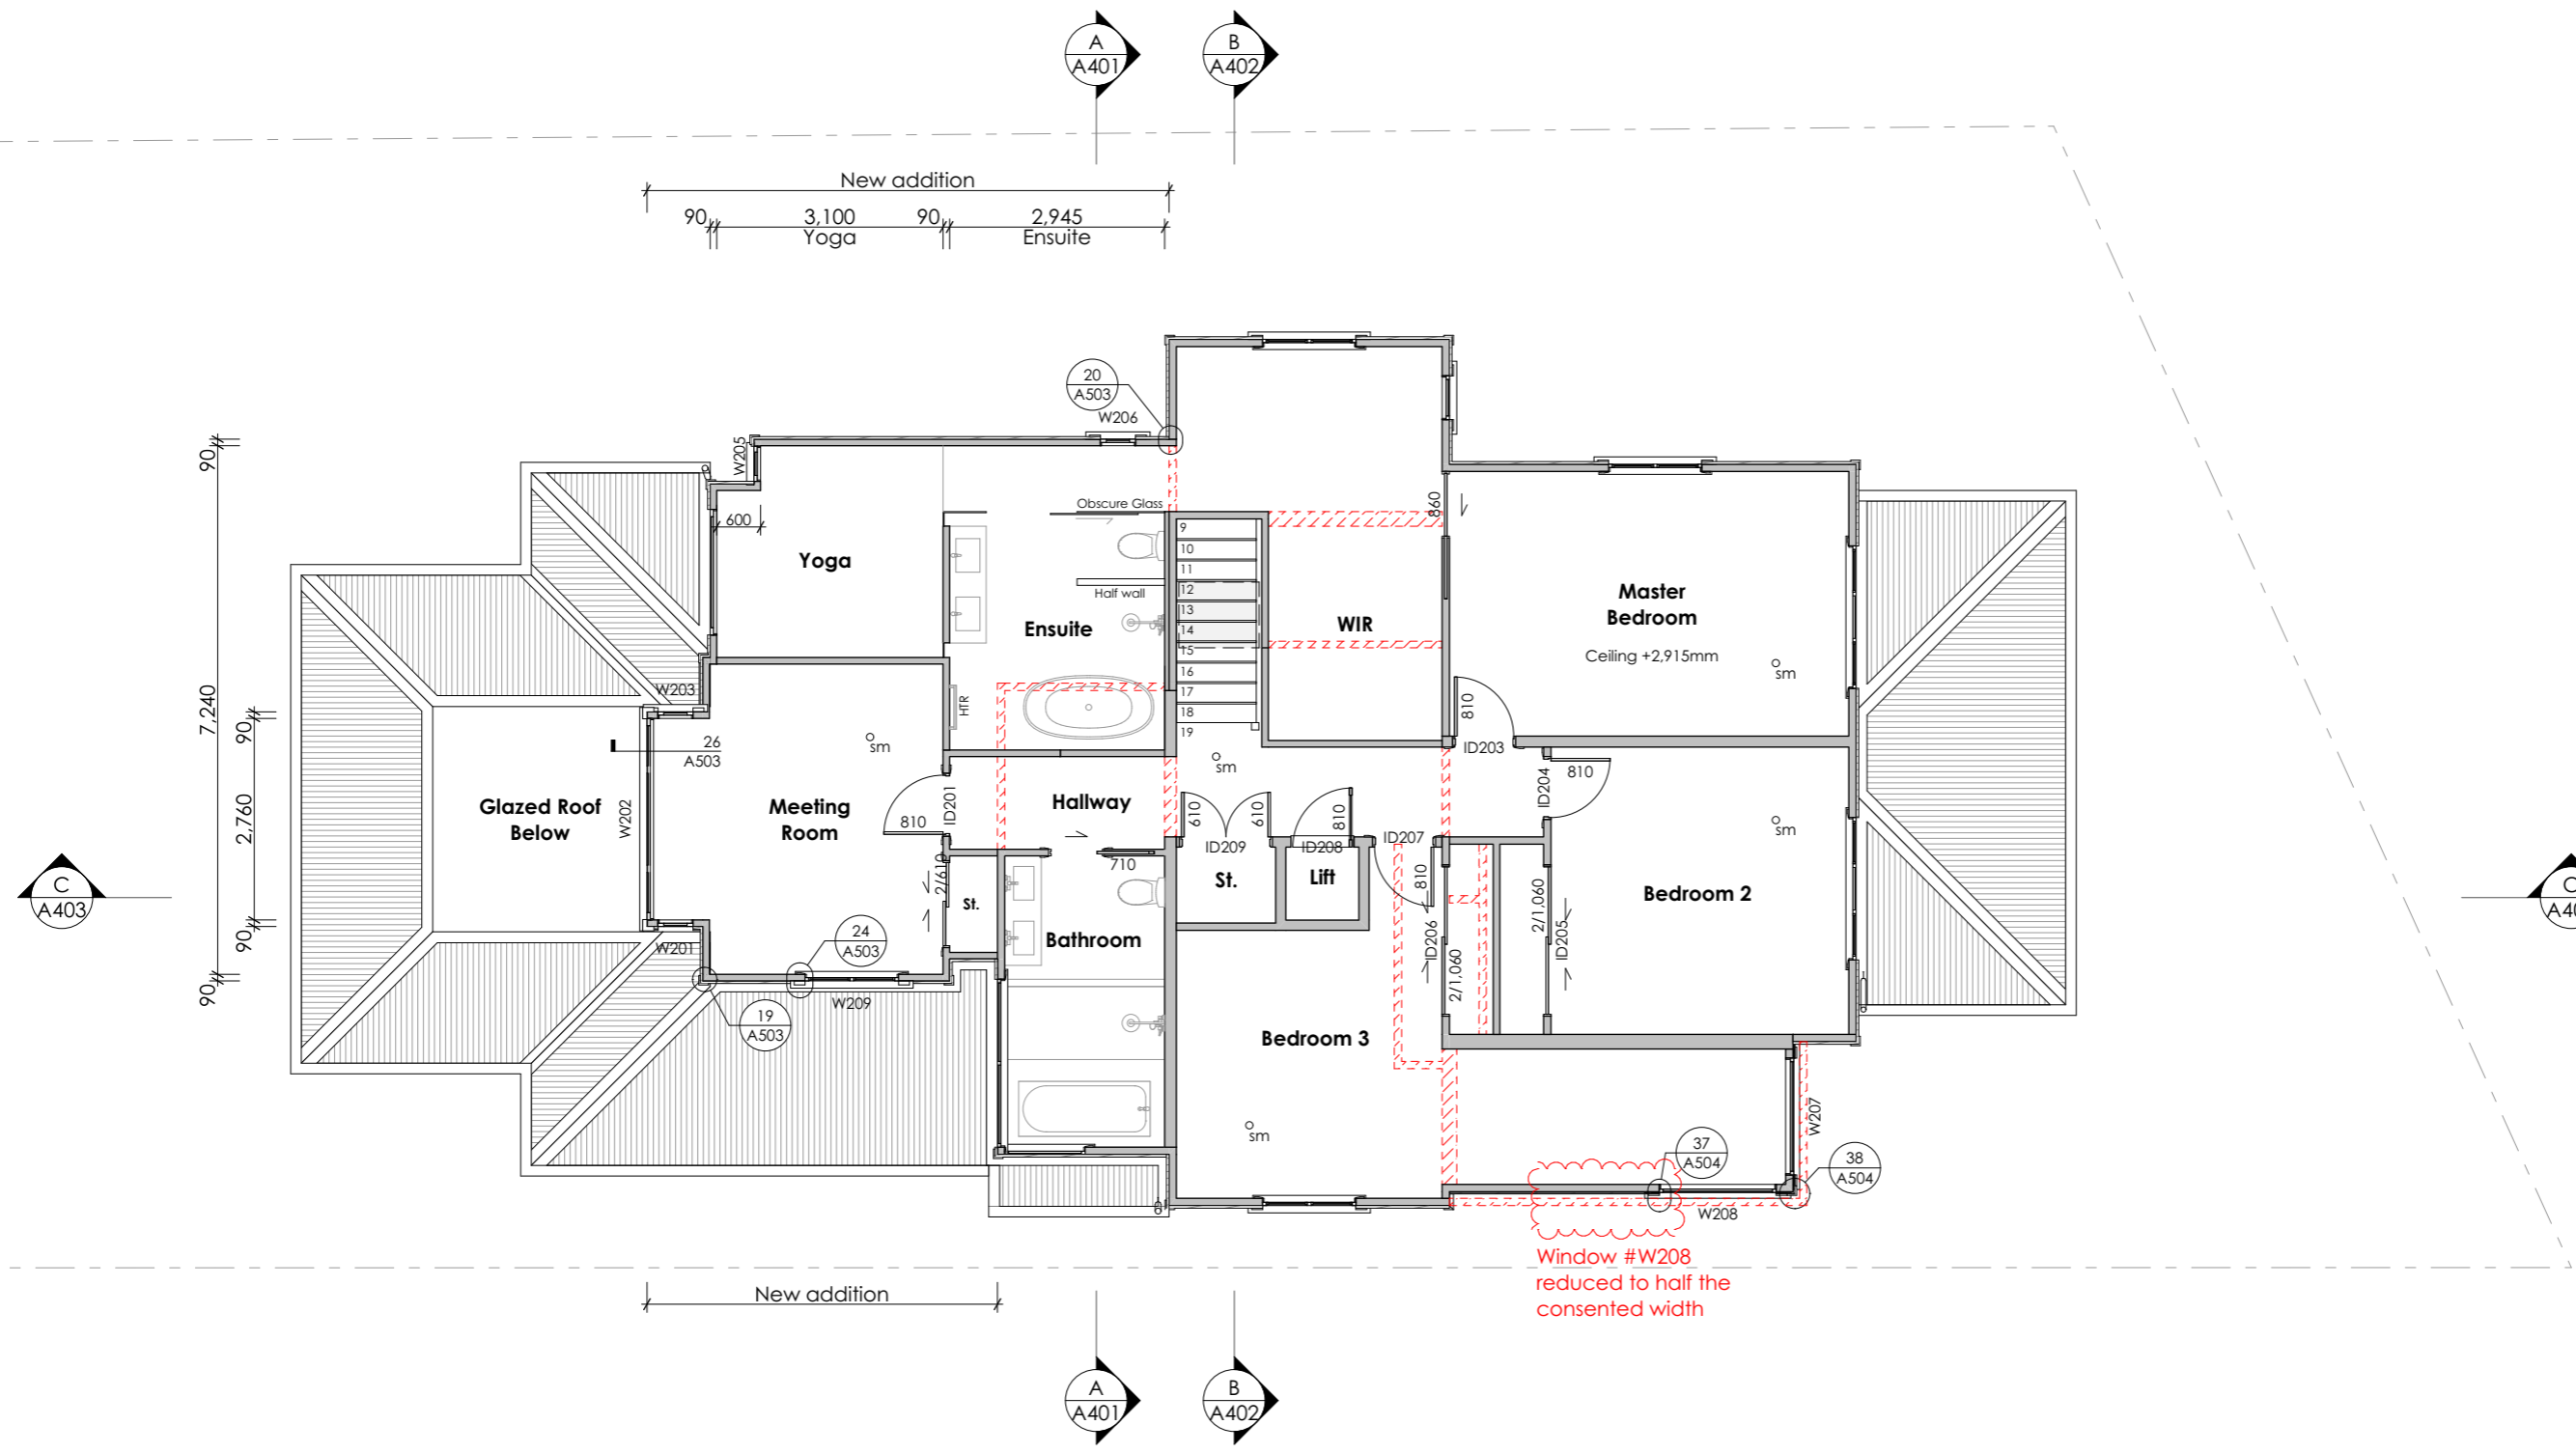 A
A401
B
A402
New addition
90
3,100
90
2,945
Yoga
Ensuite
20
A503
W206
W205
90
7,240
90
90
2,760
90
600
Obscure Glass
Half wall
Yoga
Ensuite
HTR
9
10
11
12
13
14
15
16
17
18
19
WIR
860
Master
Bedroom
Ceiling +2,915mm
sm
W203
26
A503
W202
Glazed Roof
Below
sm
Meeting
Room
810
ID201
Hallway
sm
810
ID203
ID204
810
610
610
ID209
810
ID208
ID207
810
St.
Lift
sm
Bedroom 2
2/1,060
ID205
ID206
2/1,060
C
A403
C
2/610
St.
710
Bathroom
W201
24
A503
W209
19
A503
Bedroom 3
sm
W207
37
A504
38
A504
W208
Window #W208
reduced to half the
consented width
New addition
A
A401
B
A402